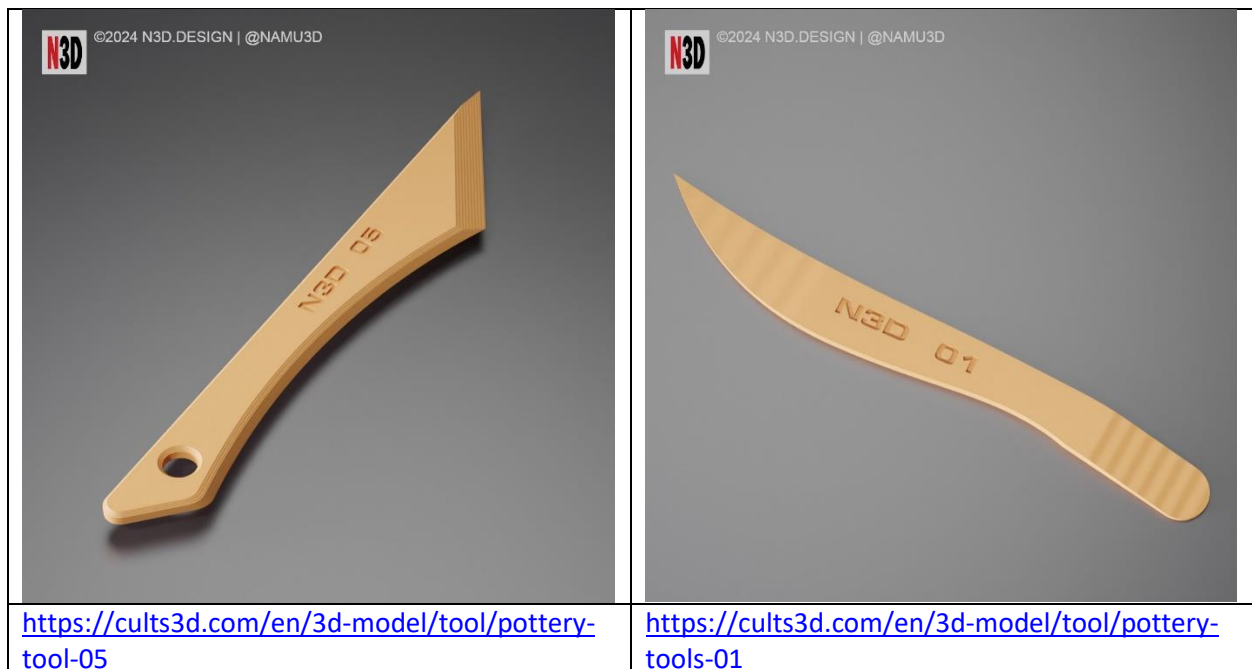 N3D ©2024 N3D.DESIGN | @NAMU3D
N3D 05
https://cults3d.com/en/3d-model/tool/pottery-
tool-05
N3D ©2024 N3D.DESIGN | @NAMU3D
N3D 01
https://cults3d.com/en/3d-model/tool/pottery-
tools-01